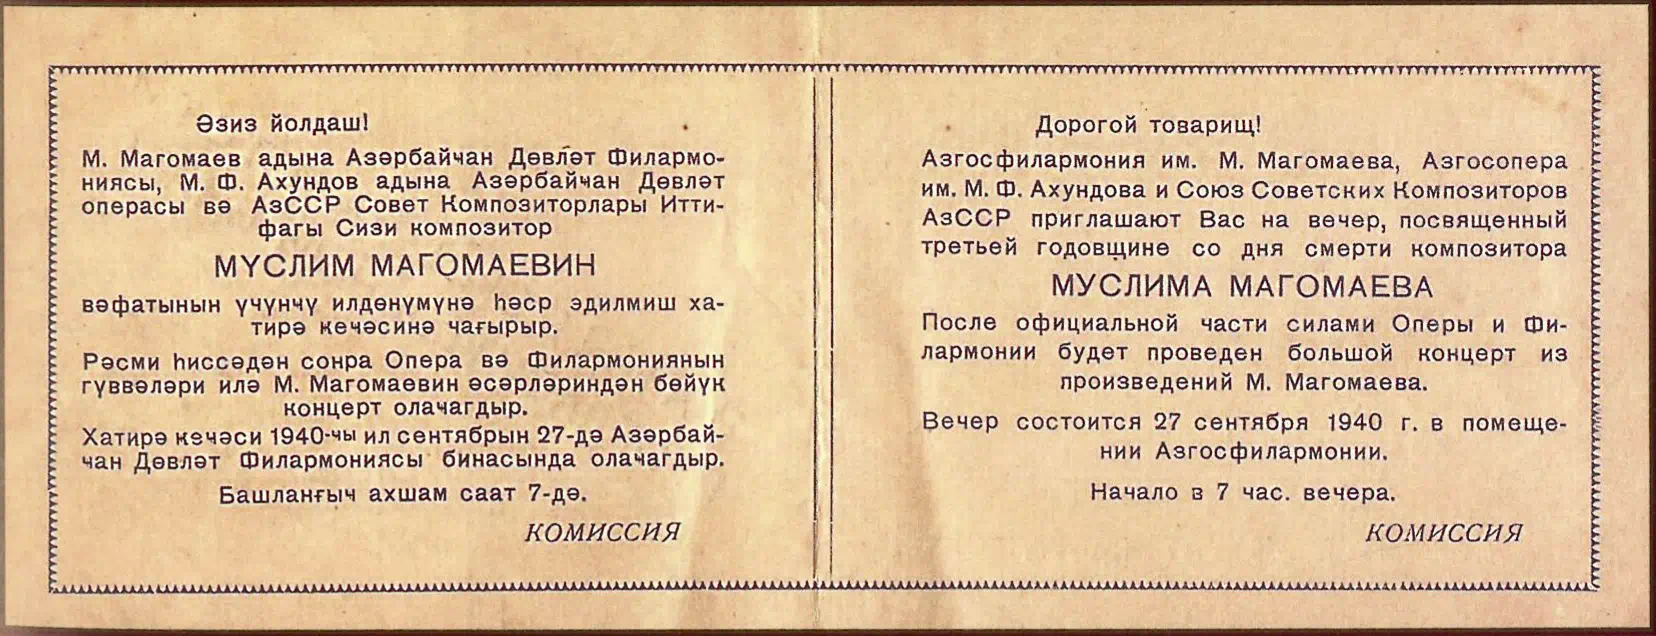 Әзиз йолдаш!
М. Магомаев адына Азәрбайҹан Дөвләт Филармо-
ниясы, М. Ф. Ахундов адына Азәрбайҹан Дөвләт
операсы вә АзССР Совет Композиторлары Итти-
фагы Сизи композитор
МҮСЛИМ МАГОМАЕВИН
вәфатынын үчүнчү илдөнүмүнә һәср эдилмиш ха-
тирә кечәсинә чағырыр.
Рәсми һиссәдән сонра Опера вә Филармониянын
гүввәләри илә М. Магомаевин әсәрләриндән бөйүк
концерт олачагдыр.
Хатирә кечәси 1940-чы ил сентябрын 27-дә Азәрбай-
ҹан Дөвләт Филармониясы бинасында олачагдыр.
Башланғыч ахшам саат 7-дә.
КОМИССИЯ
Дорогой товарищ!
Азгосфилармония им. М. Магомаева, Азгосопера
им. М. Ф. Ахундова и Союз Советских Композиторов
АзССР приглашают Вас на вечер, посвященный
третьей годовщине со дня смерти композитора
МУСЛИМА МАГОМАЕВА
После официальной части силами Оперы и Фи-
лармонии будет проведен большой концерт из
произведений М. Магомаева.
Вечер состоится 27 сентября 1940 г. в помеще-
нии Азгосфилармонии.
Начало в 7 час. вечера.
КОМИССИЯ